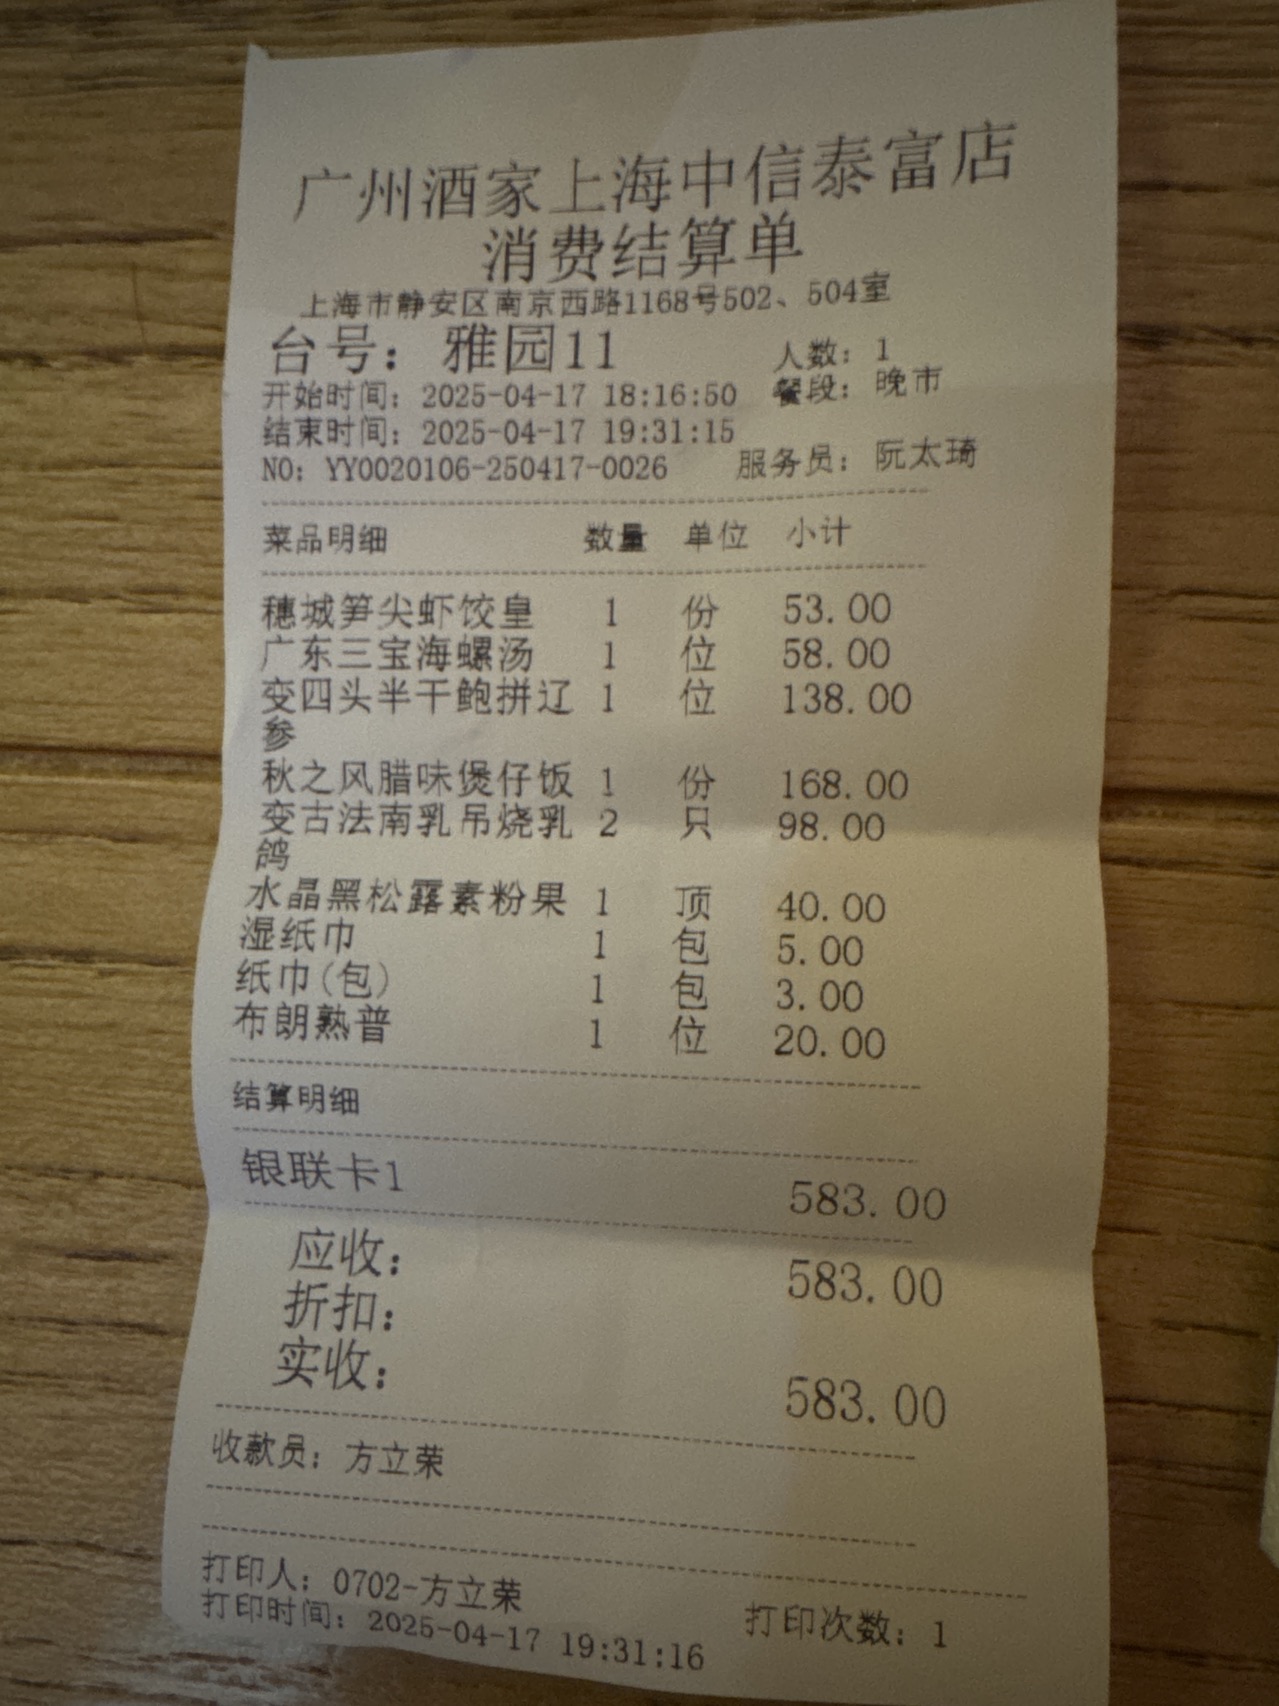 广州酒家上海中信泰富店
消费结算单
上海市静安区南京西路1168号502、504室
台号：雅园11 人数：1
开始时间：2025-04-17 18:16:50 餐段：晚市
结束时间：2025-04-17 19:31:15
NO：YY0020106-250417-0026 服务员：阮太琦
菜品明细 数量 单位 小计
穗城笋尖虾饺皇 1 份 53.00
广东三宝海螺汤 1 位 58.00
变四头半干鲍拼辽 1 位 138.00
参
秋之风腊味煲仔饭 1 份 168.00
变古法南乳吊烧乳 2 只 98.00
鸽
水晶黑松露素粉果 1 顶 40.00
湿纸巾 1 包 5.00
纸巾(包) 1 包 3.00
布朗熟普 1 位 20.00
结算明细
银联卡1 583.00
应收： 583.00
折扣：
实收： 583.00
收款员：方立荣
打印人：0702-方立荣
打印时间：2025-04-17 19:31:16 打印次数：1